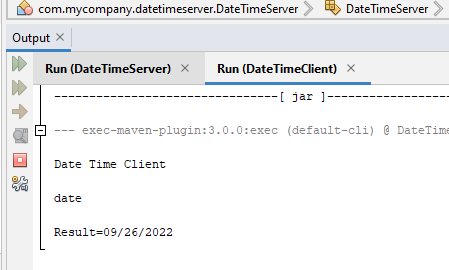 com.mycompany.datetimeserver.DateTimeServer DateTimeServer
Output
Run (DateTimeServer) Run (DateTimeClient)
--------------------------------[ jar ]------------------
--- exec-maven-plugin:3.0.0:exec (default-cli) @ DateTime
Date Time Client
date
Result=09/26/2022